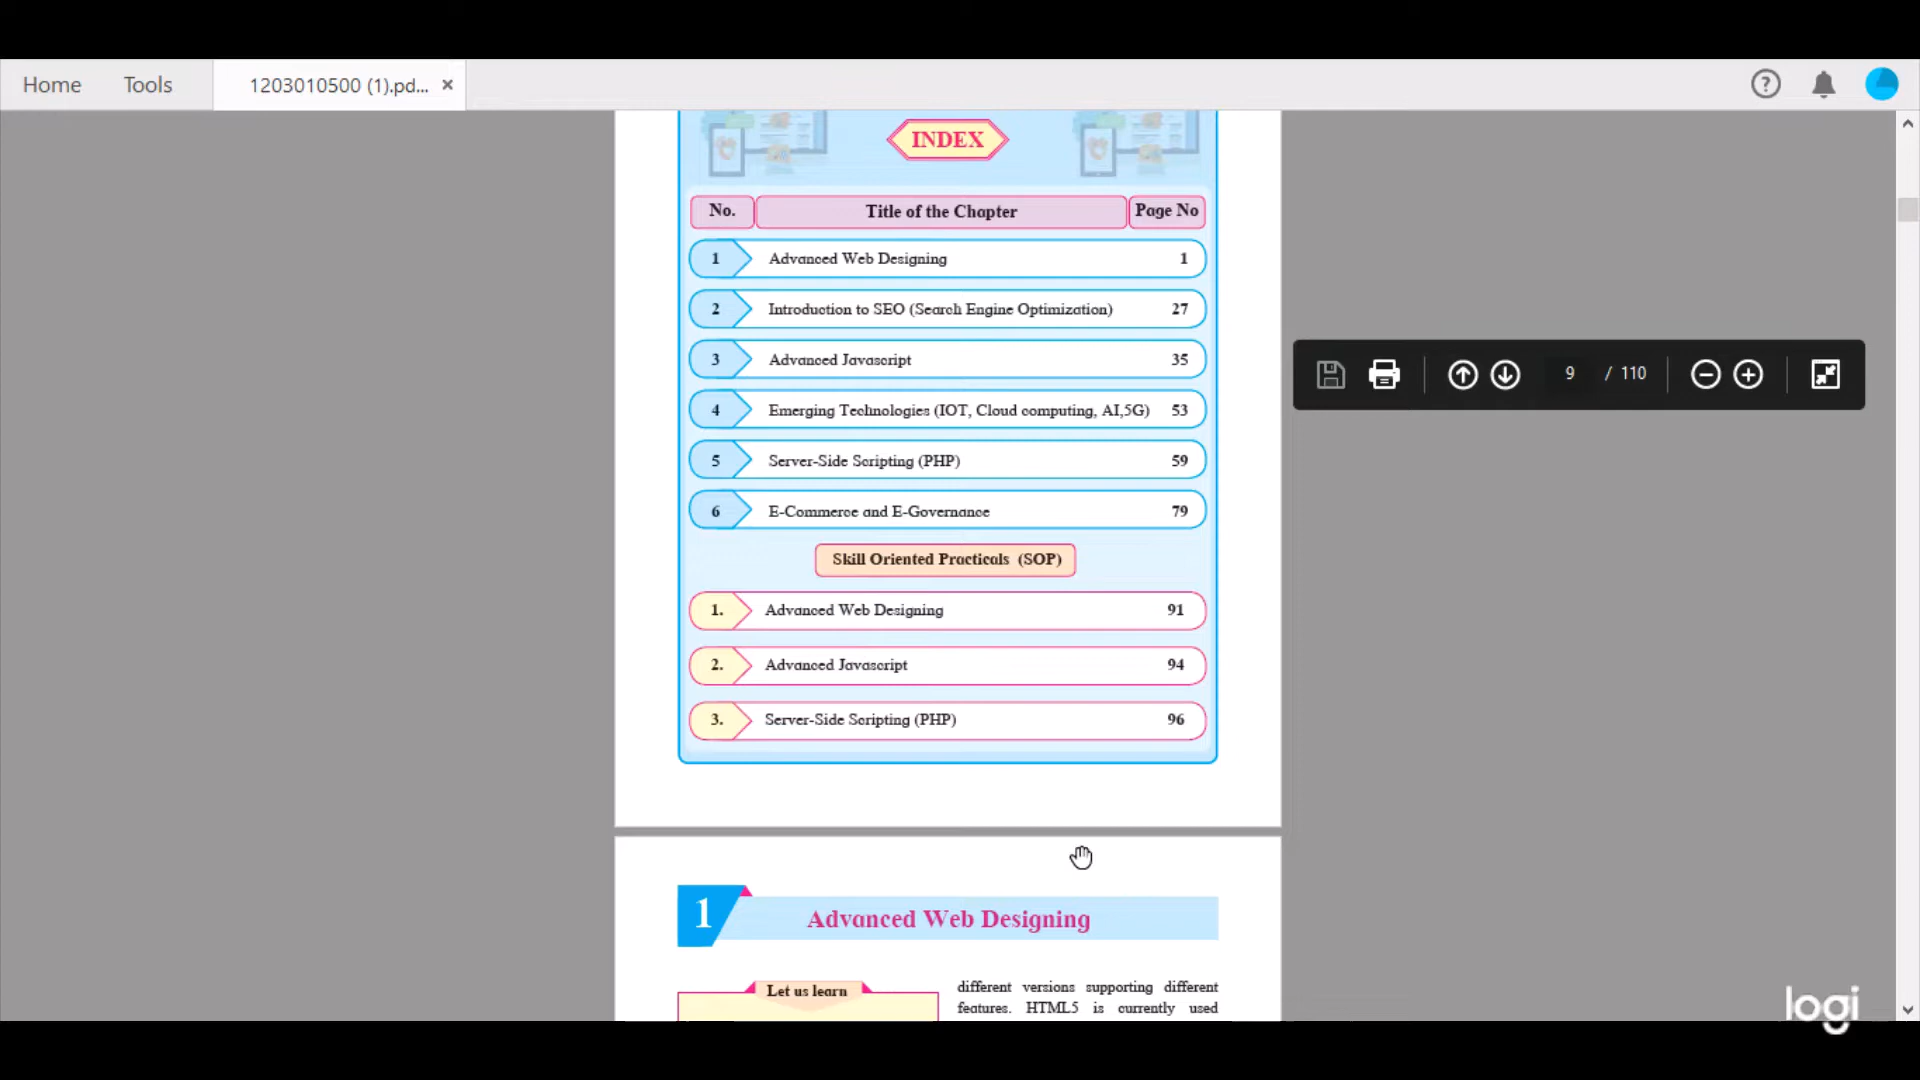 Home Tools 1203010500 (1).pd... ×
INDEX
No. Title of the Chapter Page No
1 Advanced Web Designing 1
2 Introduction to SEO (Search Engine Optimization) 27
3 Advanced Javascript 35
9 / 110
4 Emerging Technologies (IOT, Cloud computing, AI,5G) 53
5 Server-Side Scripting (PHP) 59
6 E-Commerce and E-Governance 79
Skill Oriented Practicals (SOP)
1. Advanced Web Designing 91
2. Advanced Javascript 94
3. Server-Side Scripting (PHP) 96
1 Advanced Web Designing
Let us learn
different versions supporting different
features. HTML5 is currently used
logi